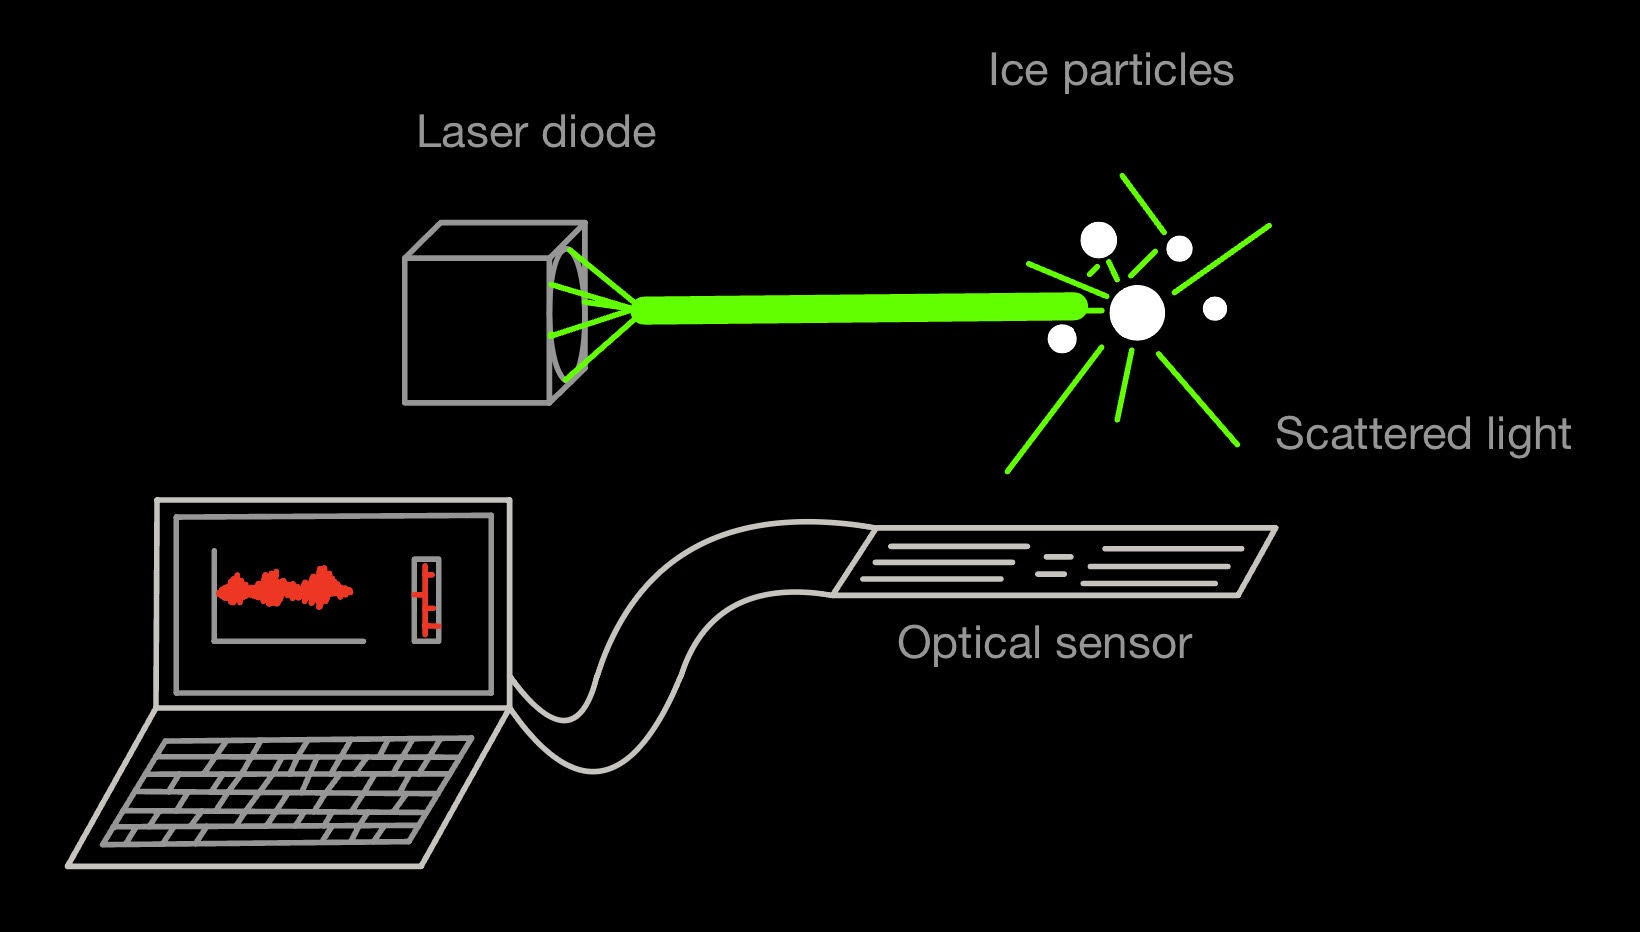 Ice particles
Laser diode
Scattered light
Optical sensor